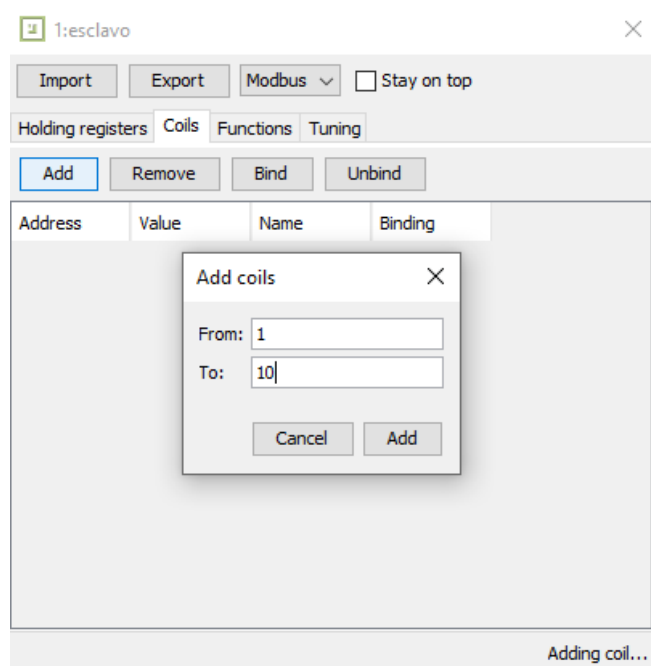 1:esclavo
Import Export Modbus Stay on top
Holding registers Coils Functions Tuning
Add Remove Bind Unbind
Address Value Name Binding
Add coils
From: 1
To: 10
Cancel Add
Adding coil...